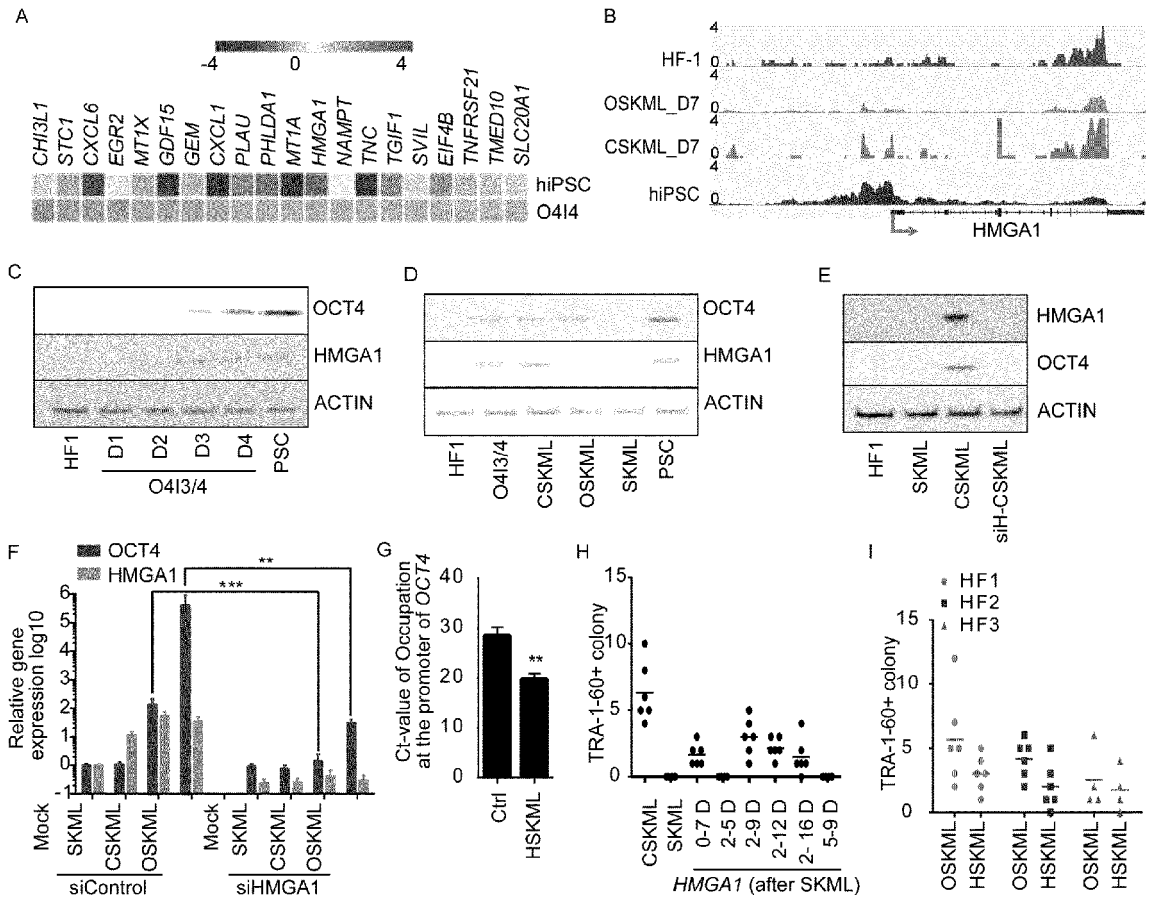 A
-4 0 4
CHI3L1 STC1 CXCL6 EGR2 MT1X GDF15 GEM CXCL1 PLAU PHLDA1 MT1A HMGA1 NAMPT TNC TGIF1 SVIL EIF4B TNFRSF21 TMED10 SLC20A1
hiPSC
O4I4
B
HF-1 4 0
OSKML_D7 4 0
CSKML_D7 4 0
hiPSC 4 0
HMGA1
C
OCT4
HMGA1
ACTIN
HF1 D1 D2 D3 D4 PSC
O4I3/4
D
OCT4
HMGA1
ACTIN
HF1 O4I3/4 CSKML OSKML SKML PSC
E
HMGA1
OCT4
ACTIN
HF1 SKML CSKML siH-CSKML
F
OCT4
HMGA1
**
***
Relative gene
expression log10
6
5
4
3
2
1
0
-1
Mock SKML CSKML OSKML Mock SKML CSKML OSKML
siControl siHMGA1
G
Ct-value of Occupation
at the promoter of OCT4
40
30
20
10
0
**
Ctrl HSKML
H
TRA-1-60+ colony
15
10
5
0
CSKML SKML 0-7 D 2-5 D 2-9 D 2-12 D 2- 16 D 5-9 D
HMGA1 (after SKML)
I
HF1
HF2
HF3
TRA-1-60+ colony
15
10
5
0
OSKML HSKML OSKML HSKML OSKML HSKML